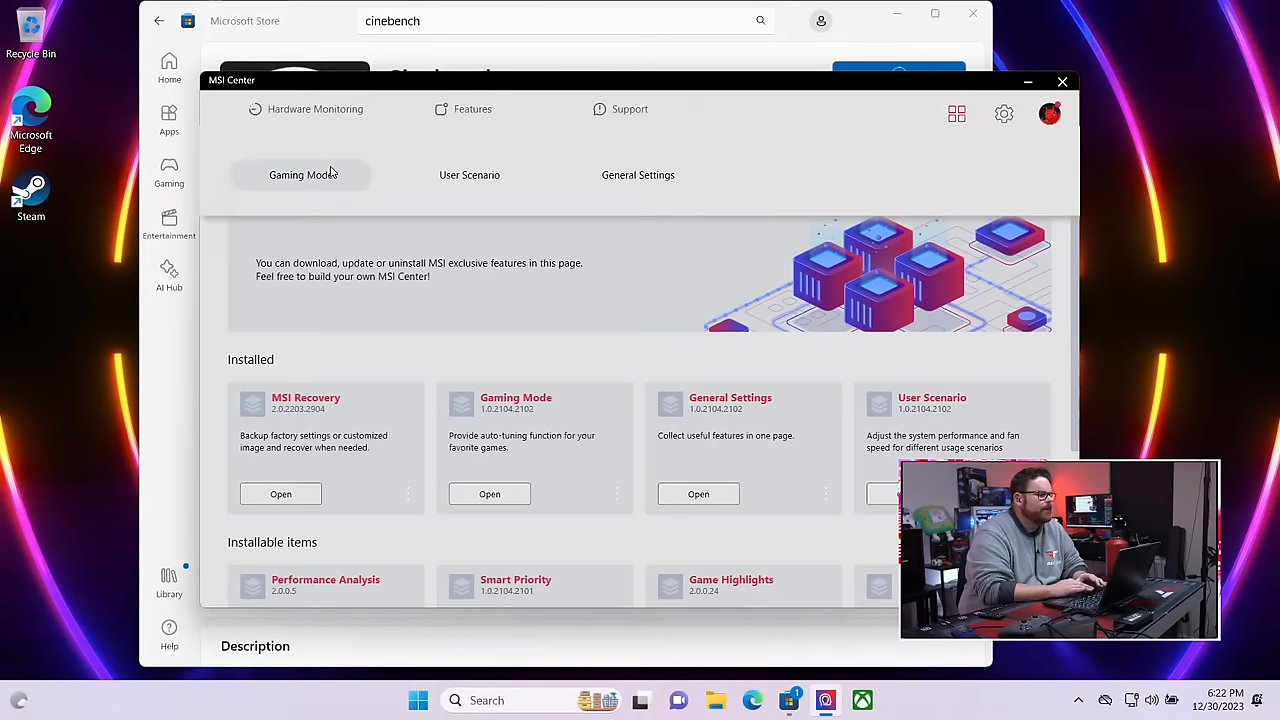 Recycle Bin
Microsoft Edge
Steam
Microsoft Store
cinebench
Home
Apps
Gaming
Entertainment
AI Hub
Library
Help
MSI Center
Hardware Monitoring
Features
Support
Gaming Mode
User Scenario
General Settings
You can download, update or uninstall MSI exclusive features in this page.
Feel free to build your own MSI Center!
Installed
MSI Recovery
2.0.2203.2904
Backup factory settings or customized
image and recover when needed.
Open
Gaming Mode
1.0.2104.2102
Provide auto-tuning function for your
favorite games.
Open
General Settings
1.0.2104.2102
Collect useful features in one page.
Open
User Scenario
1.0.2104.2102
Adjust the system performance and fan
speed for different usage scenarios
Installable items
Performance Analysis
2.0.0.5
Smart Priority
1.0.2104.2101
Game Highlights
2.0.0.24
Description
Search
1
6:22 PM
12/30/2023